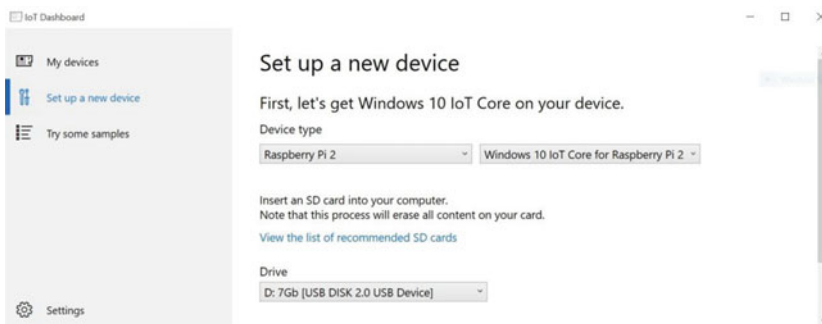 IoT Dashboard
My devices
Set up a new device
Try some samples
Settings
Set up a new device
First, let's get Windows 10 IoT Core on your device.
Device type
Raspberry Pi 2
Windows 10 IoT Core for Raspberry Pi 2
Insert an SD card into your computer.
Note that this process will erase all content on your card.
View the list of recommended SD cards
Drive
D: 7Gb [USB DISK 2.0 USB Device]